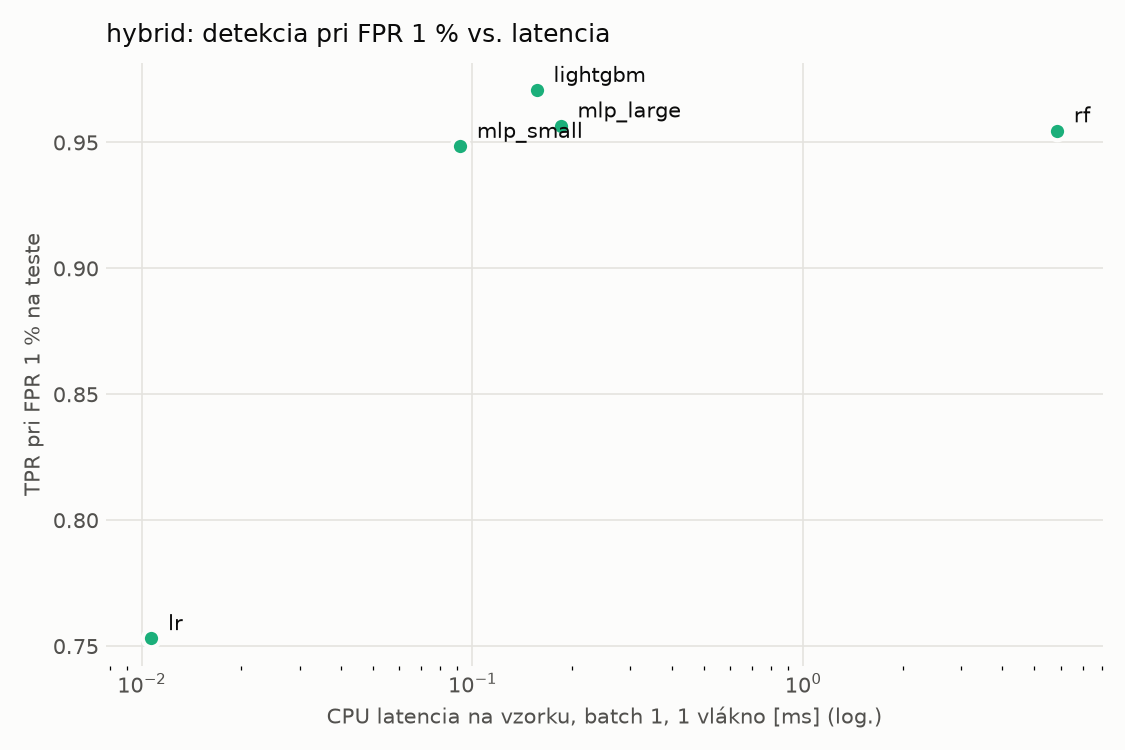 hybrid: detekcia pri FPR 1 % vs. latencia
lightgbm
mlp_large
rf
mlp_small
0.95
0.90
0.85
0.80
lr
0.75
TPR pri FPR 1 % na teste
10⁻² 10⁻¹ 10⁰
CPU latencia na vzorku, batch 1, 1 vlákno [ms] (log.)